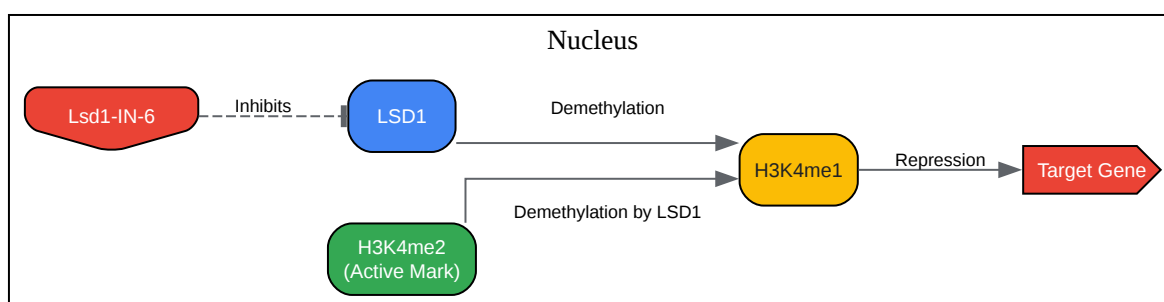 Nucleus
Lsd1-IN-6
Inhibits
LSD1
Demethylation
H3K4me1
Repression
Target Gene
Demethylation by LSD1
H3K4me2
(Active Mark)